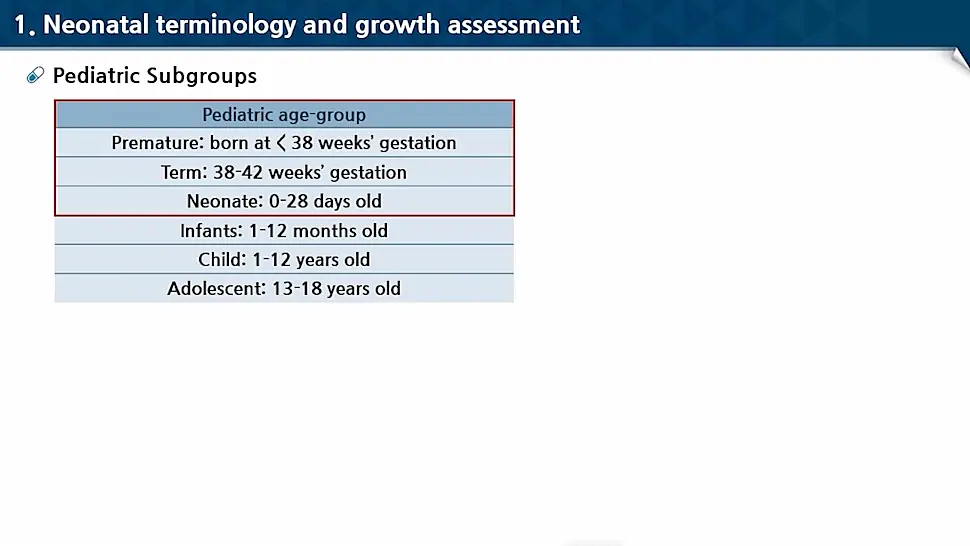 1. Neonatal terminology and growth assessment
Pediatric Subgroups
Pediatric age-group
Premature: born at < 38 weeks' gestation
Term: 38-42 weeks' gestation
Neonate: 0-28 days old
Infants: 1-12 months old
Child: 1-12 years old
Adolescent: 13-18 years old